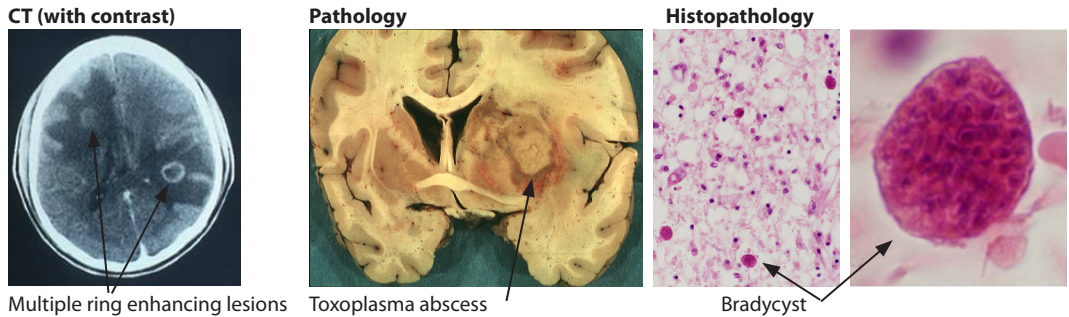 CT (with contrast)
Pathology
Histopathology
Multiple ring enhancing lesions
Toxoplasma abscess
Bradycyst